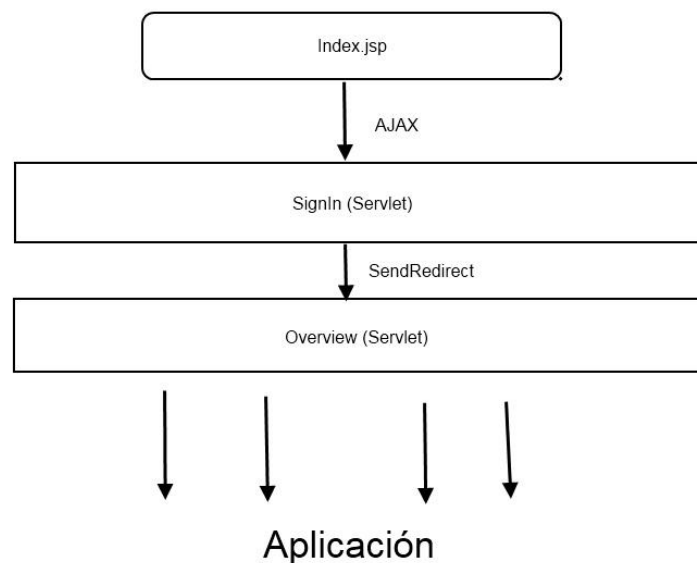 Index.jsp
AJAX
SignIn (Servlet)
SendRedirect
Overview (Servlet)
Aplicación